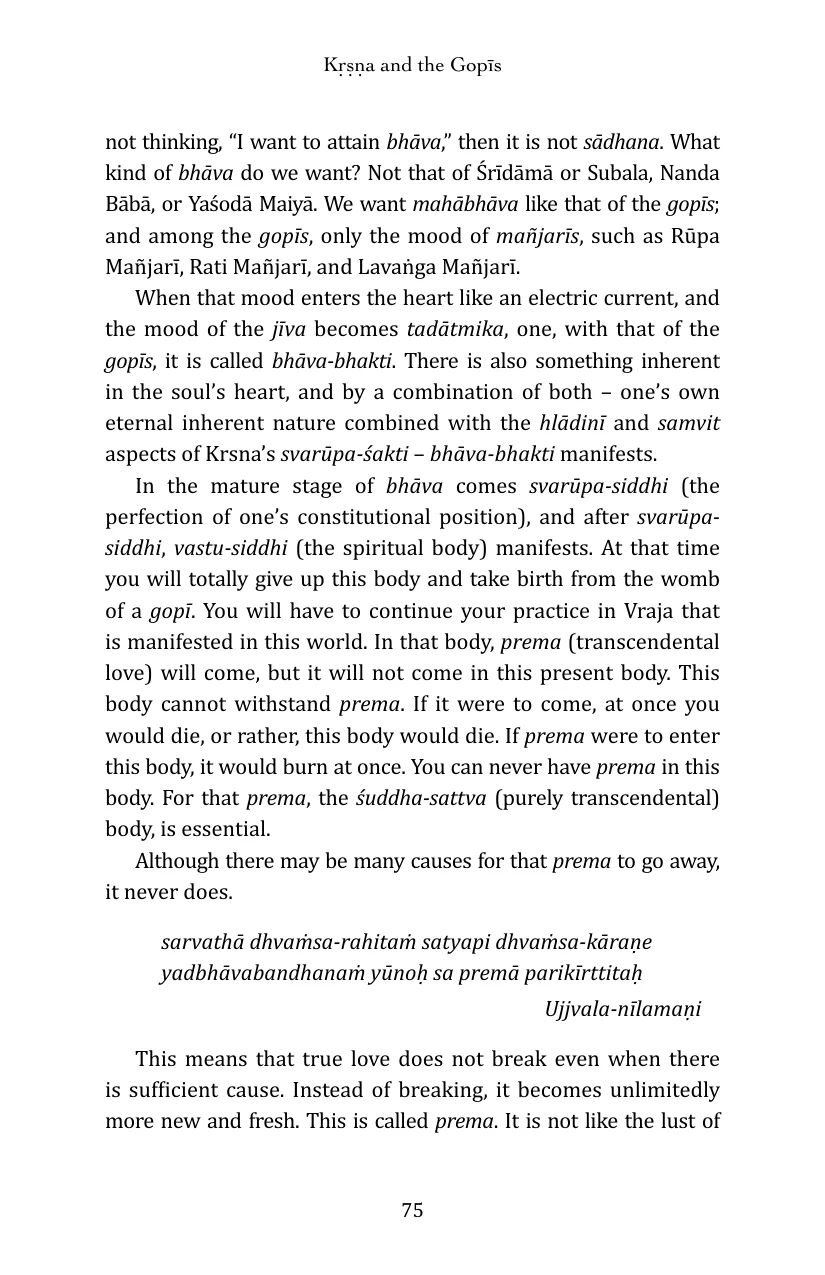 Kṛṣṇa and the Gopīs
not thinking, “I want to attain bhāva,” then it is not sādhana. What
kind of bhāva do we want? Not that of Śrīdāmā or Subala, Nanda
Bābā, or Yaśodā Maiyā. We want mahābhāva like that of the gopīs;
and among the gopīs, only the mood of mañjarīs, such as Rūpa
Mañjarī, Rati Mañjarī, and Lavaṅga Mañjarī.
When that mood enters the heart like an electric current, and
the mood of the jīva becomes tadātmika, one, with that of the
gopīs, it is called bhāva-bhakti. There is also something inherent
in the soul’s heart, and by a combination of both – one’s own
eternal inherent nature combined with the hlādinī and samvit
aspects of Krsna’s svarūpa-śakti – bhāva-bhakti manifests.
In the mature stage of bhāva comes svarūpa-siddhi (the
perfection of one’s constitutional position), and after svarūpa-
siddhi, vastu-siddhi (the spiritual body) manifests. At that time
you will totally give up this body and take birth from the womb
of a gopī. You will have to continue your practice in Vraja that
is manifested in this world. In that body, prema (transcendental
love) will come, but it will not come in this present body. This
body cannot withstand prema. If it were to come, at once you
would die, or rather, this body would die. If prema were to enter
this body, it would burn at once. You can never have prema in this
body. For that prema, the śuddha-sattva (purely transcendental)
body, is essential.
Although there may be many causes for that prema to go away,
it never does.
sarvathā dhvaṁsa-rahitaṁ satyapi dhvaṁsa-kāraṇe
yadbhāvabandhanaṁ yūnoḥ sa premā parikīrttitaḥ
Ujjvala-nīlamaṇi
This means that true love does not break even when there
is sufficient cause. Instead of breaking, it becomes unlimitedly
more new and fresh. This is called prema. It is not like the lust of
75